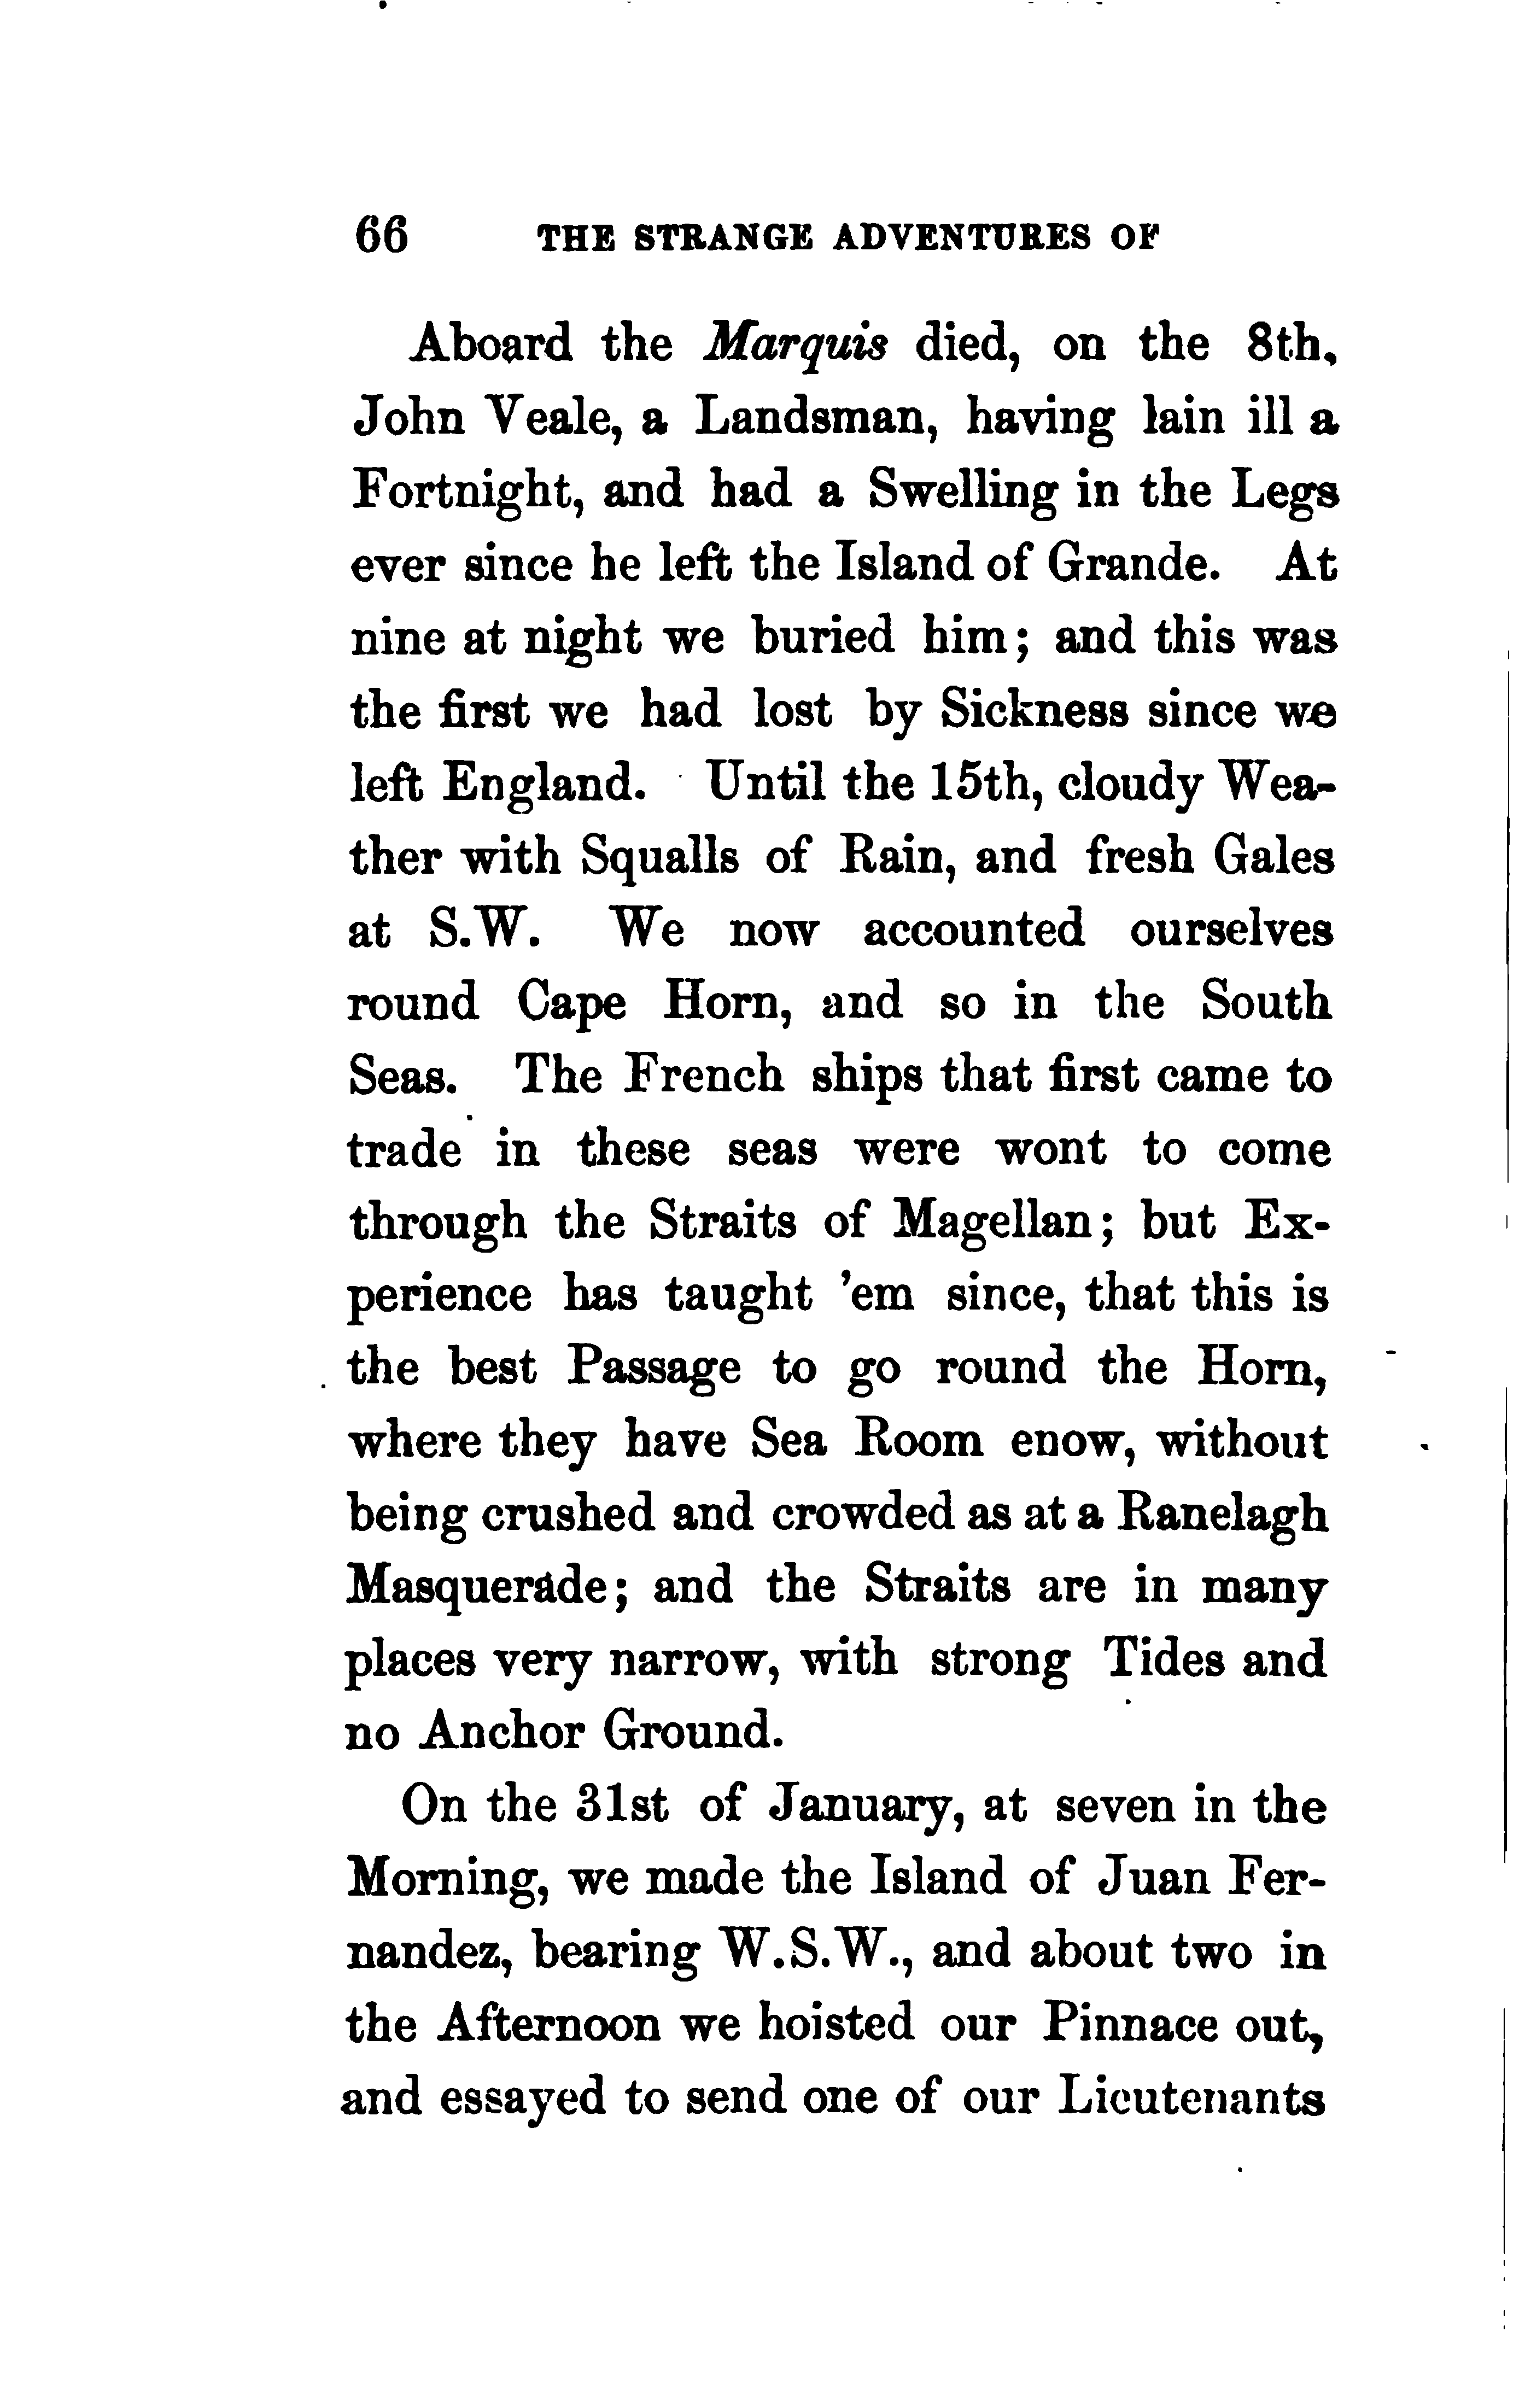 66 THE STRANGE ADVENTURES OF
Aboard the Marquis died, on the 8th,
John Veale, a Landsman, having lain ill a
Fortnight, and had a Swelling in the Legs
ever since he left the Island of Grande. At
nine at night we buried him; and this was
the first we had lost by Sickness since we
left England. Until the 15th, cloudy Wea-
ther with Squalls of Rain, and fresh Gales
at S.W. We now accounted ourselves
round Cape Horn, and so in the South
Seas. The French ships that first came to
trade in these seas were wont to come
through the Straits of Magellan; but Ex-
perience has taught 'em since, that this is
the best Passage to go round the Horn,
where they have Sea Room enow, without
being crushed and crowded as at a Ranelagh
Masquerade; and the Straits are in many
places very narrow, with strong Tides and
no Anchor Ground.
On the 31st of January, at seven in the
Morning, we made the Island of Juan Fer-
nandez, bearing W.S.W., and about two in
the Afternoon we hoisted our Pinnace out,
and essayed to send one of our Lieutenants